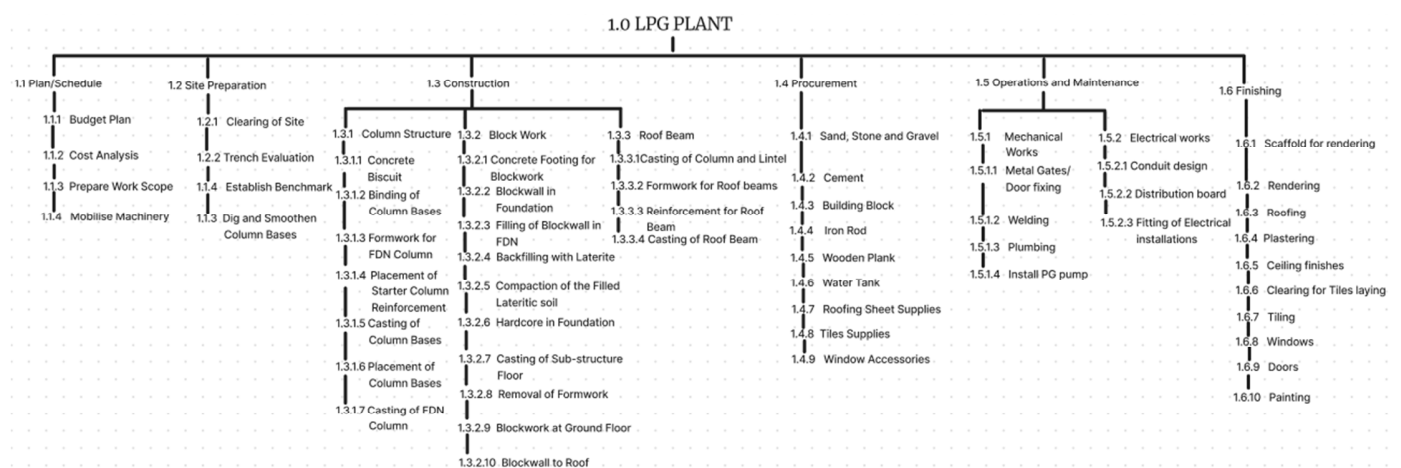 1.0 LPG PLANT
1.1 Plan/Schedule
1.1.1 Budget Plan
1.1.2 Cost Analysis
1.1.3 Prepare Work Scope
1.1.4 Mobilise Machinery
1.2 Site Preparation
1.2.1 Clearing of Site
1.2.2 Trench Evaluation
1.1.4 Establish Benchmark
1.1.3 Dig and Smoothen
Column Bases
1.3 Construction
1.3.1 Column Structure
1.3.1.1 Concrete
Biscuit
1.3.1.2 Binding of
Column Bases
1.3.1.3 Formwork for
FDN Column
1.3.1.4 Placement of
Starter Column
Reinforcement
1.3.1.5 Casting of
Column Bases
1.3.1.6 Placement of
Column Bases
1.3.1.7 Casting of FDN
Column
1.3.2 Block Work
1.3.2.1 Concrete Footing for
Blockwork
1.3.2.2 Blockwall in
Foundation
1.3.2.3 Filling of Blockwall in
FDN
1.3.2.4 Backfilling with Laterite
1.3.2.5 Compaction of the Filled
Lateritic soil
1.3.2.6 Hardcore in Foundation
1.3.2.7 Casting of Sub-structure
Floor
1.3.2.8 Removal of Formwork
1.3.2.9 Blockwork at Ground Floor
1.3.2.10 Blockwall to Roof
1.3.3 Roof Beam
1.3.3.1Casting of Column and Lintel
1.3.3.2 Formwork for Roof beams
1.3.3.3 Reinforcement for Roof
Beam
1.3.3.4 Casting of Roof Beam
1.4 Procurement
1.4.1 Sand, Stone and Gravel
1.4.2 Cement
1.4.3 Building Block
1.4.4 Iron Rod
1.4.5 Wooden Plank
1.4.6 Water Tank
1.4.7 Roofing Sheet Supplies
1.4.8 Tiles Supplies
1.4.9 Window Accessories
1.5 Operations and Maintenance
1.5.1 Mechanical
Works
1.5.1.1 Metal Gates/
Door fixing
1.5.1.2 Welding
1.5.1.3 Plumbing
1.5.1.4 Install PG pump
1.5.2 Electrical works
1.5.2.1 Conduit design
1.5.2.2 Distribution board
1.5.2.3 Fitting of Electrical
installations
1.6 Finishing
1.6.1 Scaffold for rendering
1.6.2 Rendering
1.6.3 Roofing
1.6.4 Plastering
1.6.5 Ceiling finishes
1.6.6 Clearing for Tiles laying
1.6.7 Tiling
1.6.8 Windows
1.6.9 Doors
1.6.10 Painting